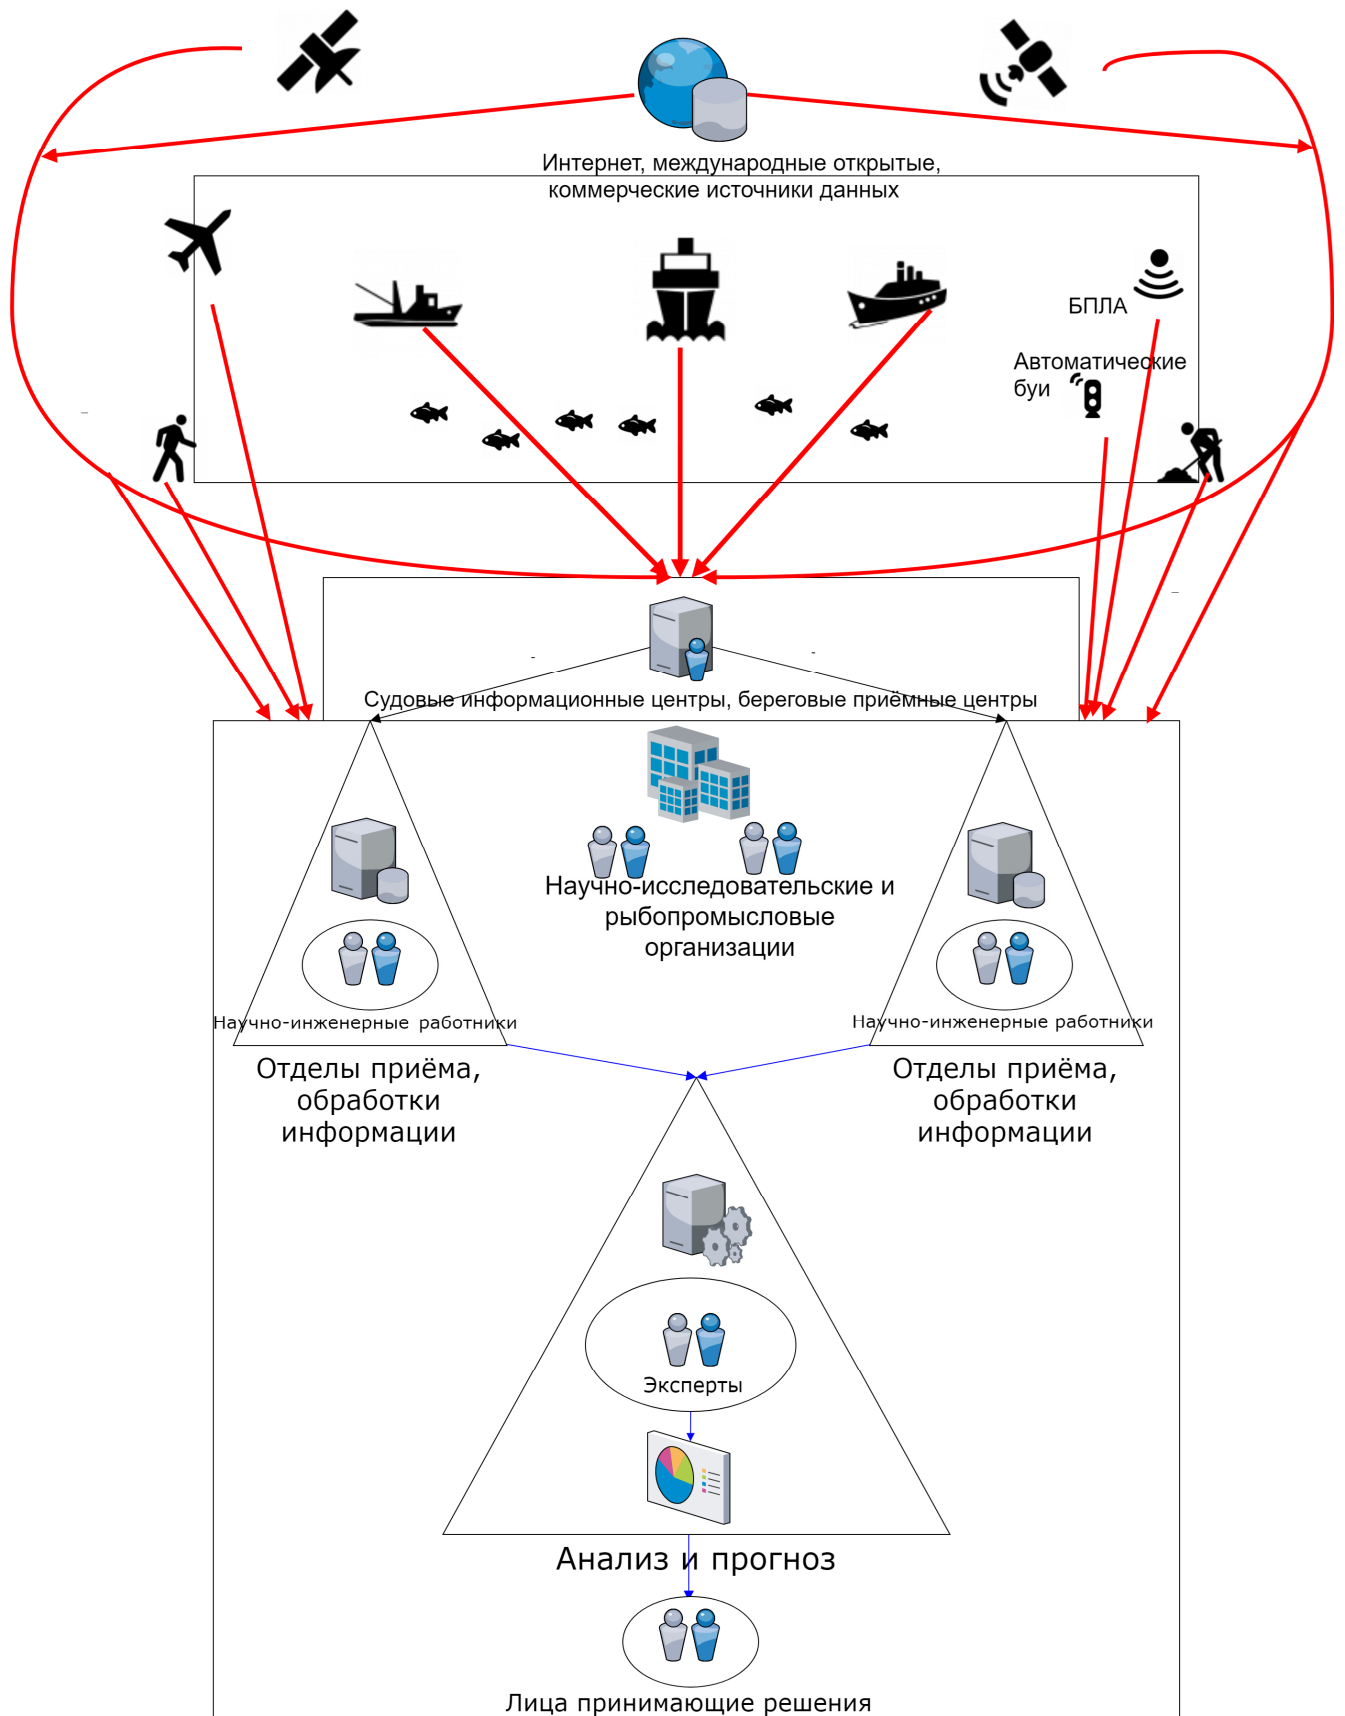 Интернет, международные открытые,
коммерческие источники данных
БПЛА
Автоматические
буи
Судовые информационные центры, береговые приёмные центры
Научно-исследовательские и
рыбопромысловые
организации
Научно-инженерные работники
Научно-инженерные работники
Отделы приёма,
обработки
информации
Отделы приёма,
обработки
информации
Эксперты
Анализ и прогноз
Лица принимающие решения